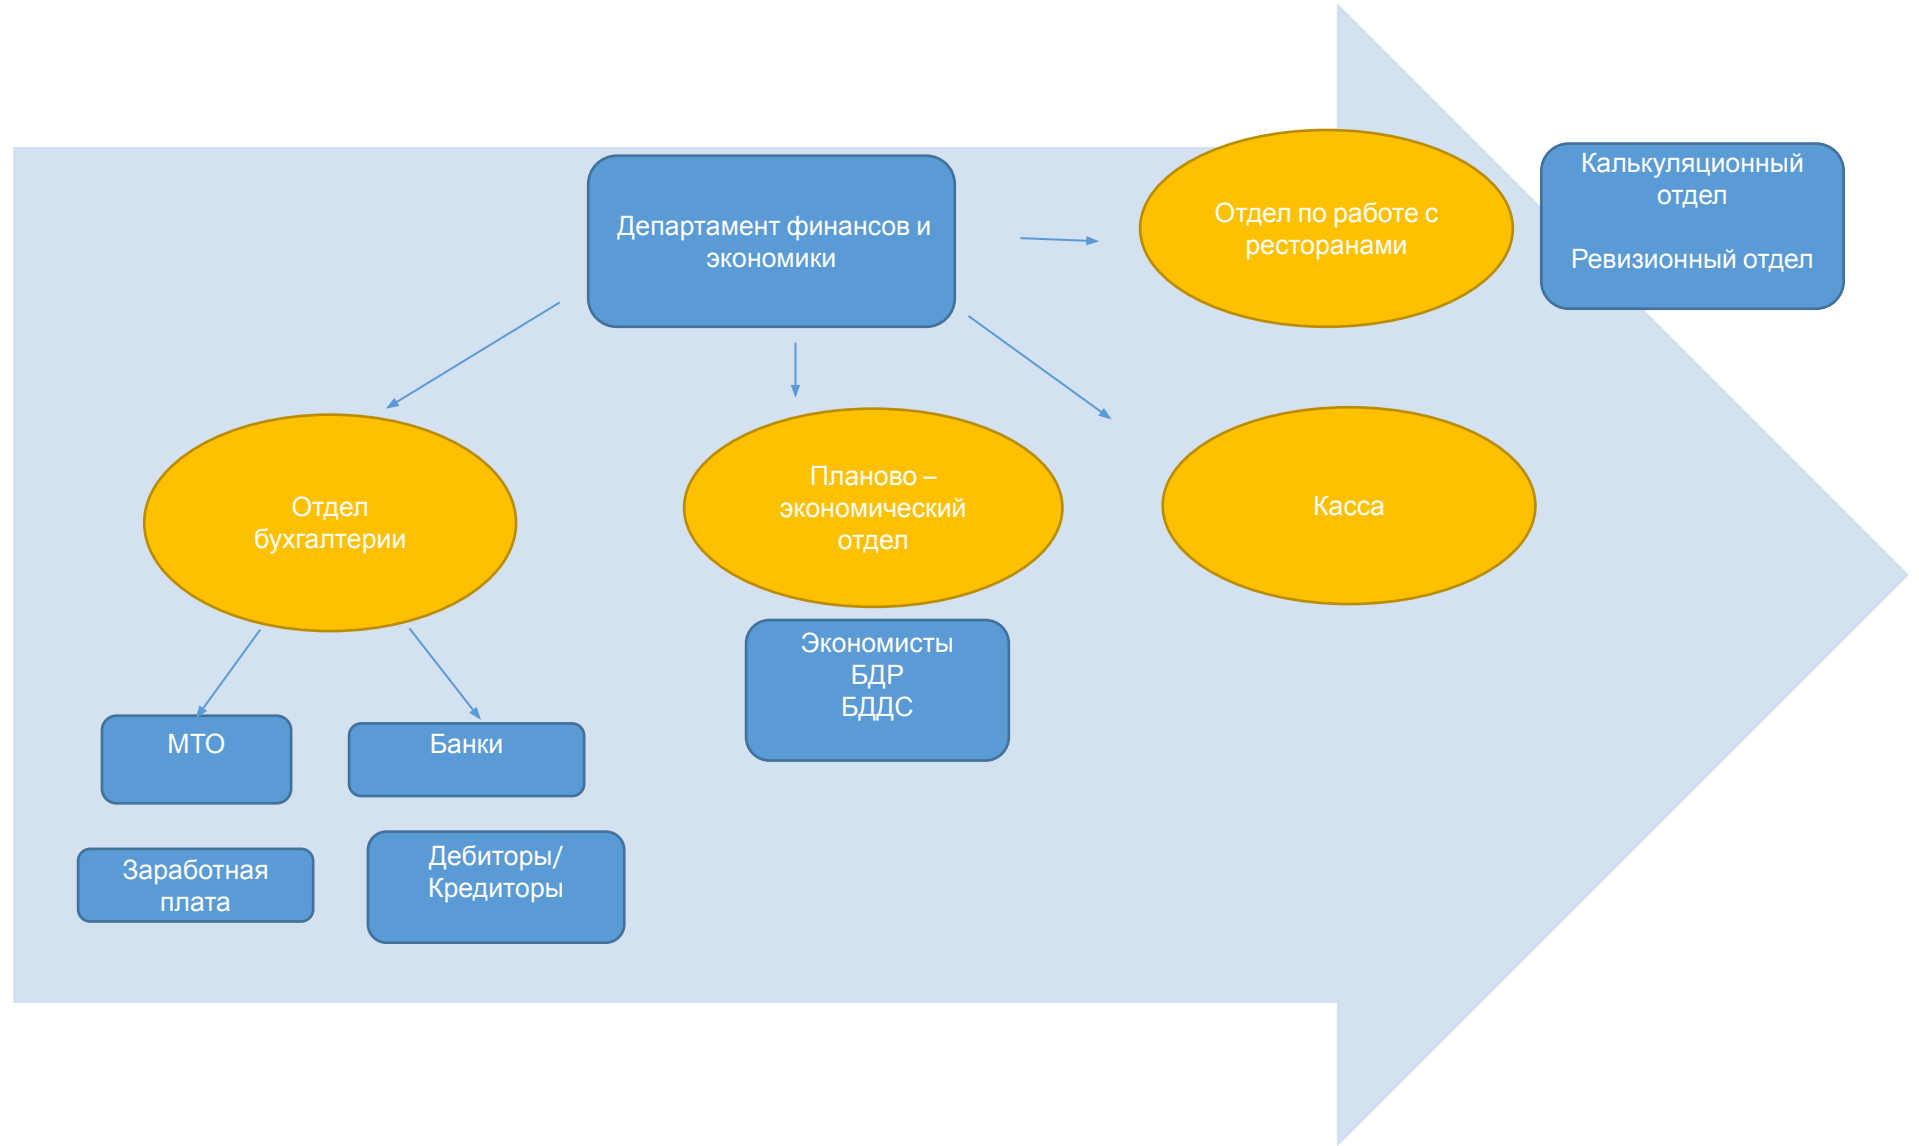 Департамент финансов и
экономики
Отдел по работе с
ресторанами
Калькуляционный
отдел
Ревизионный отдел
Отдел
бухгалтерии
Планово –
экономический
отдел
Касса
Экономисты
БДР
БДДС
МТО
Банки
Заработная
плата
Дебиторы/
Кредиторы